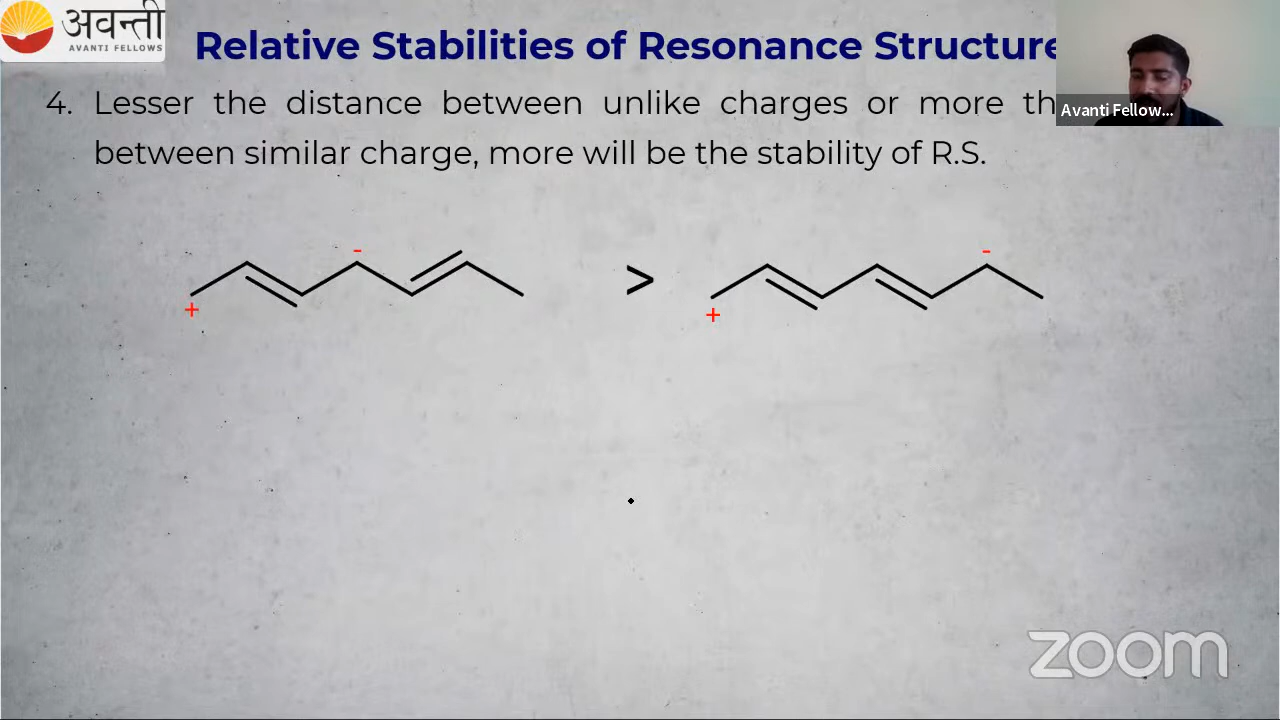 अवन्ती
AVANTI FELLOWS
Relative Stabilities of Resonance Structure
Avanti Fellow...
4. Lesser the distance between unlike charges or more th
between similar charge, more will be the stability of R.S.
-
+
>
-
+
zoom